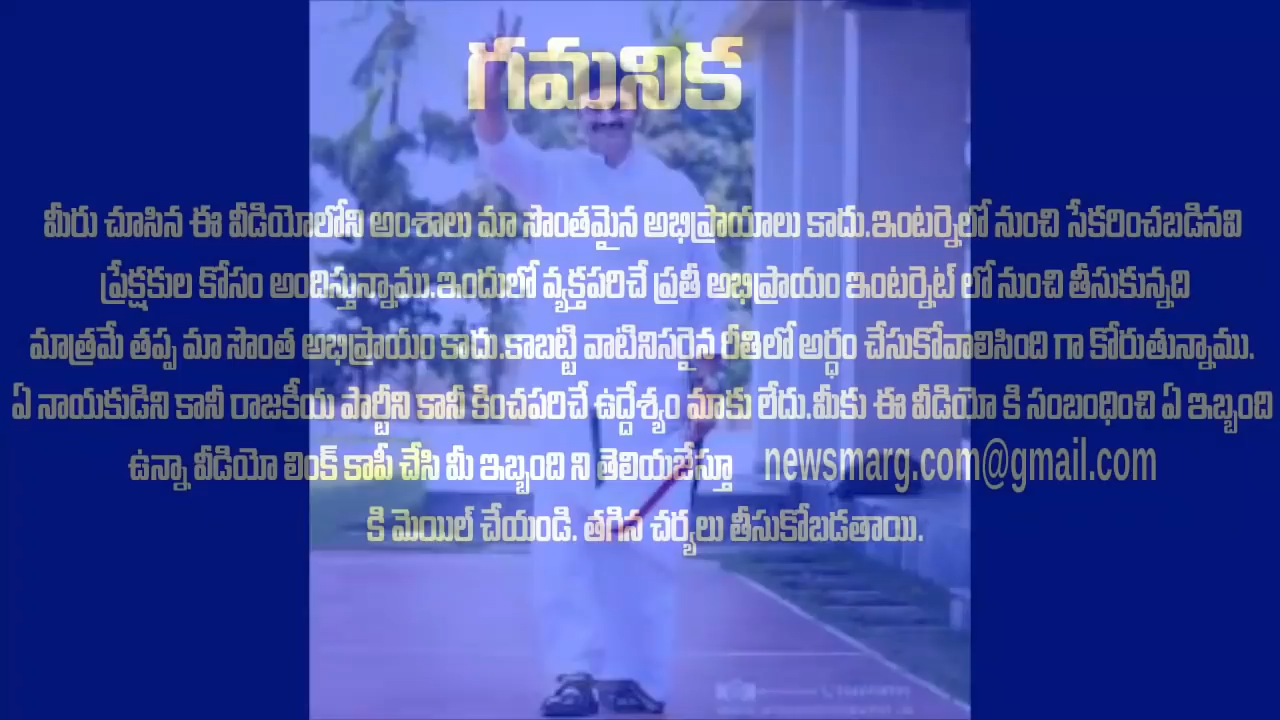 గమనిక
మీరు చూసిన ఈ వీడియోలోని అంశాలు మా సొంతమైన అభిప్రాయాలు కాదు.ఇంటర్నెలో నుంచి సేకరించబడినవి
ప్రేక్షకుల కోసం అందిస్తున్నాము.ఇందులో వ్యక్తపరిచే ప్రతీ అభిప్రాయం ఇంటర్నెట్ లో నుంచి తీసుకున్నది
మాత్రమే తప్ప మా సొంత అభిప్రాయం కాదు.కాబట్టి వాటినిసరైన రీతిలో అర్ధం చేసుకోవాలిసింది గా కోరుతున్నాము.
ఏ నాయకుడిని కానీ రాజకీయ పార్టీని కానీ కించపరిచే ఉద్దేశ్యం మాకు లేదు.మీకు ఈ వీడియో కి సంబంధించి ఏ ఇబ్బంది
ఉన్నా వీడియో లింక్ కాపీ చేసి మీ ఇబ్బంది ని తెలియజేస్తూ newsmarg.com@gmail.com
కి మెయిల్ చేయండి. తగిన చర్యలు తీసుకోబడతాయి.